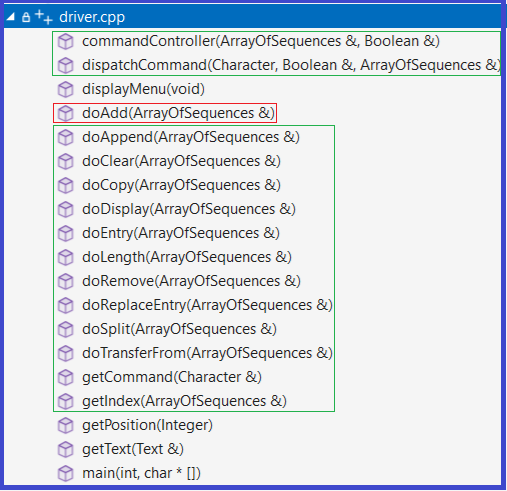 driver.cpp
commandController(ArrayOfSequences &, Boolean &)
dispatchCommand(Character, Boolean &, ArrayOfSequences &)
displayMenu(void)
doAdd(ArrayOfSequences &)
doAppend(ArrayOfSequences &)
doClear(ArrayOfSequences &)
doCopy(ArrayOfSequences &)
doDisplay(ArrayOfSequences &)
doEntry(ArrayOfSequences &)
doLength(ArrayOfSequences &)
doRemove(ArrayOfSequences &)
doReplaceEntry(ArrayOfSequences &)
doSplit(ArrayOfSequences &)
doTransferFrom(ArrayOfSequences &)
getCommand(Character &)
getIndex(ArrayOfSequences &)
getPosition(Integer)
getText(Text &)
main(int, char * [])